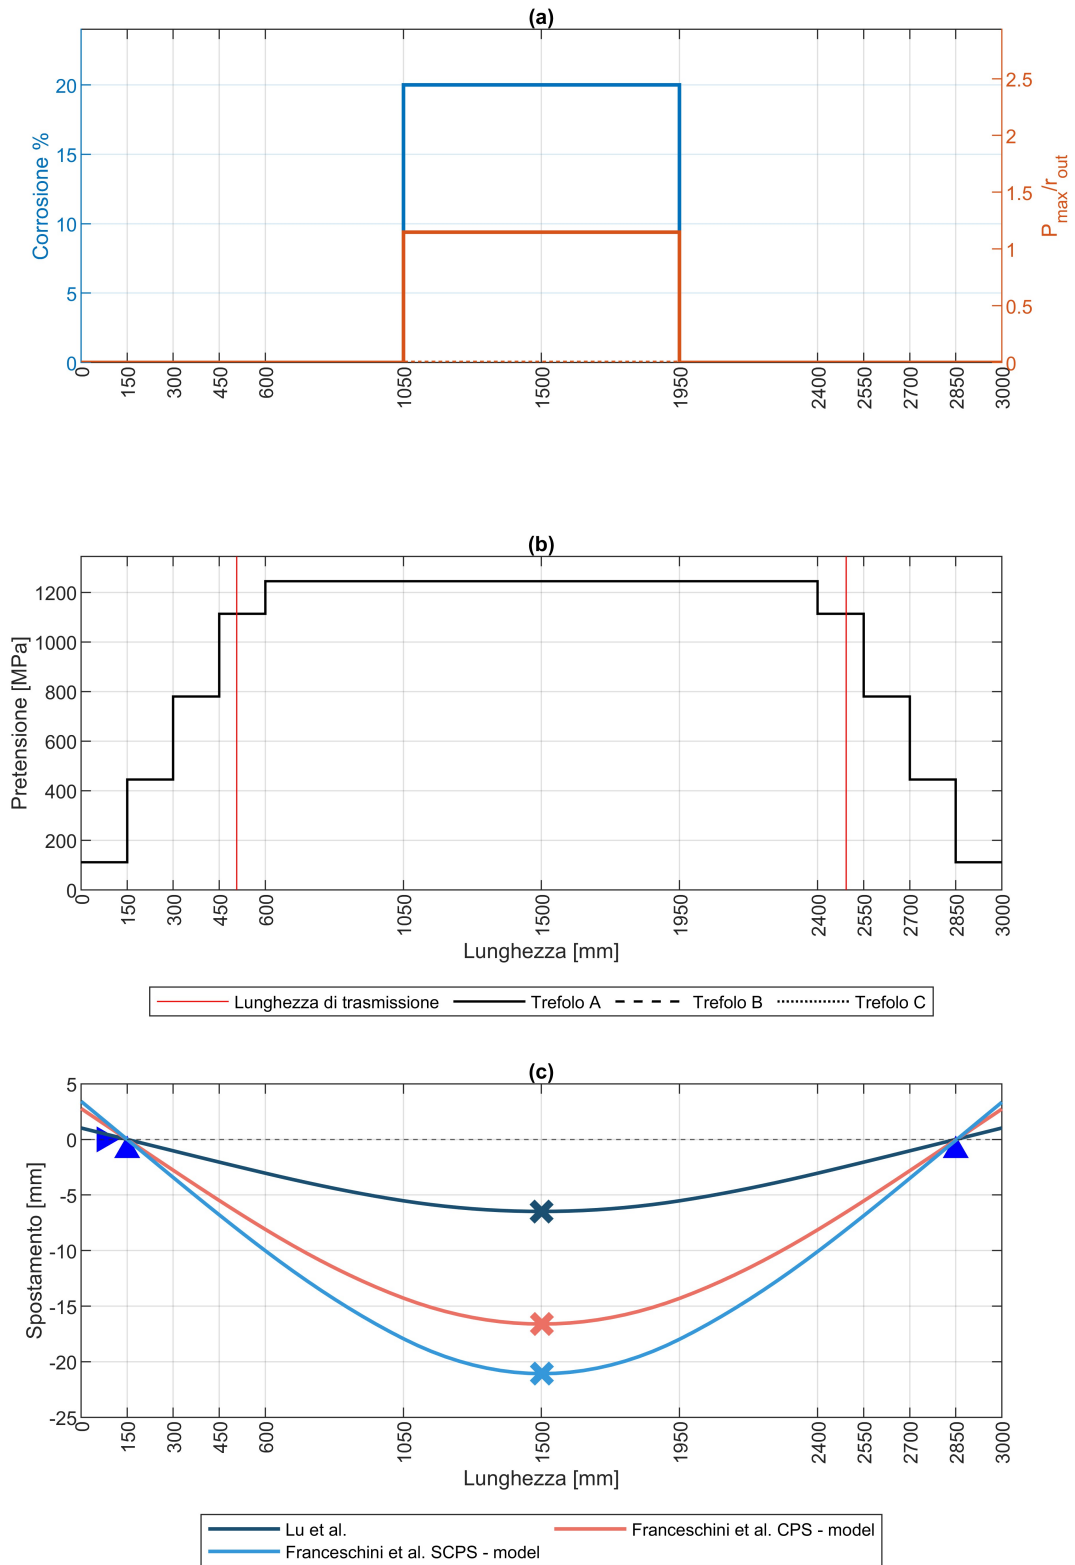 (a)
Corrosione %
20
15
10
5
0
2.5
2
1.5
1
0.5
0
P_max/r_out
0 150 300 450 600 1050 1500 1950 2400 2550 2700 2850 3000
(b)
Pretensione [MPa]
1200
1000
800
600
400
200
0
0 150 300 450 600 1050 1500 1950 2400 2550 2700 2850 3000
Lunghezza [mm]
Lunghezza di trasmissione Trefolo A Trefolo B Trefolo C
(c)
Spostamento [mm]
5
0
-5
-10
-15
-20
-25
0 150 300 450 600 1050 1500 1950 2400 2550 2700 2850 3000
Lunghezza [mm]
Lu et al. Franceschini et al. CPS - model
Franceschini et al. SCPS - model